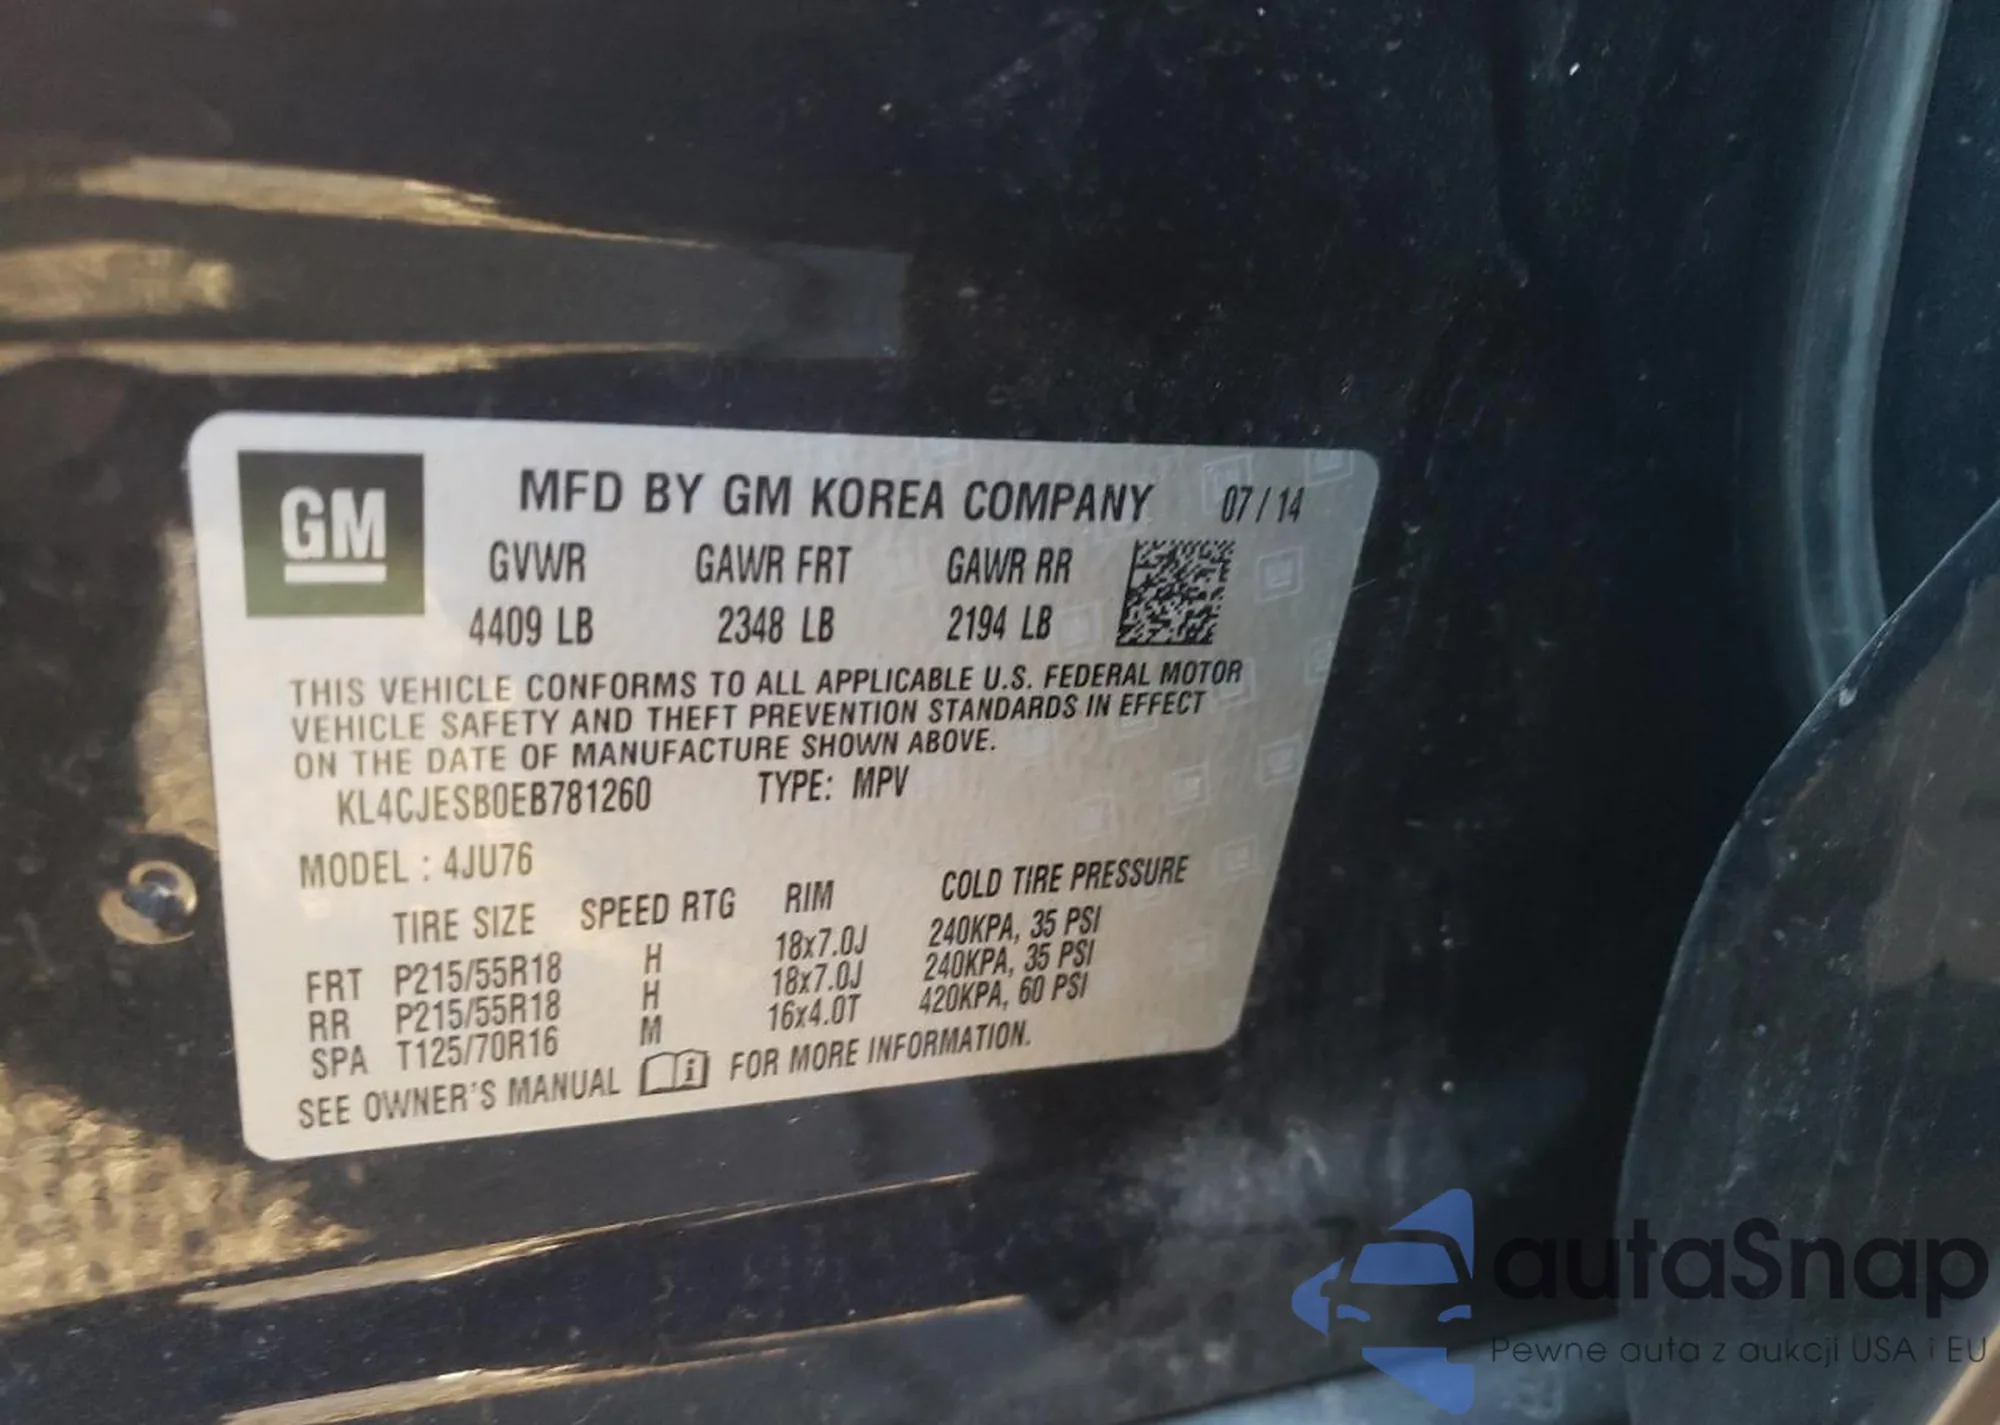 GM
MFD BY GM KOREA COMPANY 07/14
GVWR GAWR FRT GAWR RR
4409 LB 2348 LB 2194 LB
THIS VEHICLE CONFORMS TO ALL APPLICABLE U.S. FEDERAL MOTOR
VEHICLE SAFETY AND THEFT PREVENTION STANDARDS IN EFFECT
ON THE DATE OF MANUFACTURE SHOWN ABOVE.
KL4CJESB0EB781260 TYPE: MPV
MODEL : 4JU76
TIRE SIZE SPEED RTG RIM COLD TIRE PRESSURE
FRT P215/55R18 H 18x7.0J 240KPA, 35 PSI
RR P215/55R18 H 18x7.0J 240KPA, 35 PSI
SPA T125/70R16 M 16x4.0T 420KPA, 60 PSI
SEE OWNER'S MANUAL FOR MORE INFORMATION.
autaSnap
Pewne auta z aukcji USA i EU